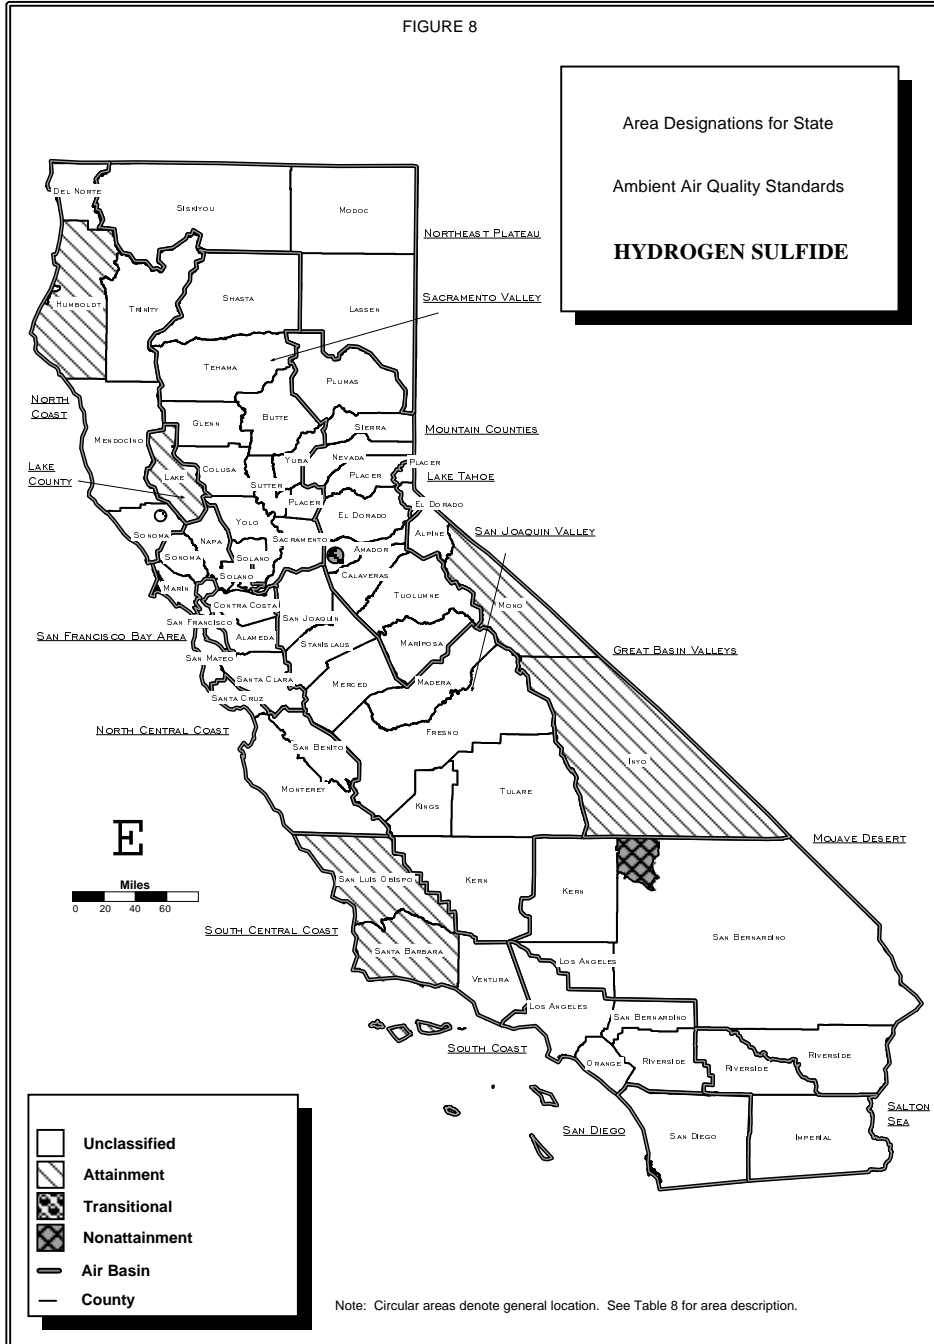 FIGURE 8
Area Designations for State
Ambient Air Quality Standards
HYDROGEN SULFIDE
DEL NORTE
SISKIYOU
MODOC
NORTHEAST PLATEAU
SACRAMENTO VALLEY
HUMBOLDT
TRINITY
SHASTA
LASSEN
TEHAMA
PLUMAS
NORTH
COAST
GLENN
BUTTE
SIERRA
MOUNTAIN COUNTIES
MENDOCINO
YUBA
NEVADA
PLACER
LAKE
COUNTY
LAKE
COLUSA
SUTTER
PLACER
LAKE TAHOE
PLACER
EL DORADO
YOLO
EL DORADO
SONOMA
NAPA
SACRAMENTO
ALPINE
SAN JOAQUIN VALLEY
SONOMA
SOLANO
AMADOR
SOLANO
CALAVERAS
MARIN
TUOLUMNE
MONO
CONTRA COSTA
SAN FRANCISCO
SAN JOAQUIN
SAN FRANCISCO BAY AREA
ALAMEDA
STANISLAUS
MARIPOSA
GREAT BASIN VALLEYS
SAN MATEO
SANTA CLARA
MERCED
MADERA
SANTA CRUZ
NORTH CENTRAL COAST
FRESNO
SAN BENITO
INYO
MONTEREY
TULARE
KINGS
E
MOJAVE DESERT
Miles
0 20 40 60
SAN LUIS OBISPO
KERN
KERN
SOUTH CENTRAL COAST
SAN BERNARDINO
SANTA BARBARA
LOS ANGELES
VENTURA
LOS ANGELES
SAN BERNARDINO
SOUTH COAST
ORANGE
RIVERSIDE
RIVERSIDE
RIVERSIDE
SALTON
SEA
SAN DIEGO
SAN DIEGO
IMPERIAL
Unclassified
Attainment
Transitional
Nonattainment
Air Basin
County
Note: Circular areas denote general location. See Table 8 for area description.